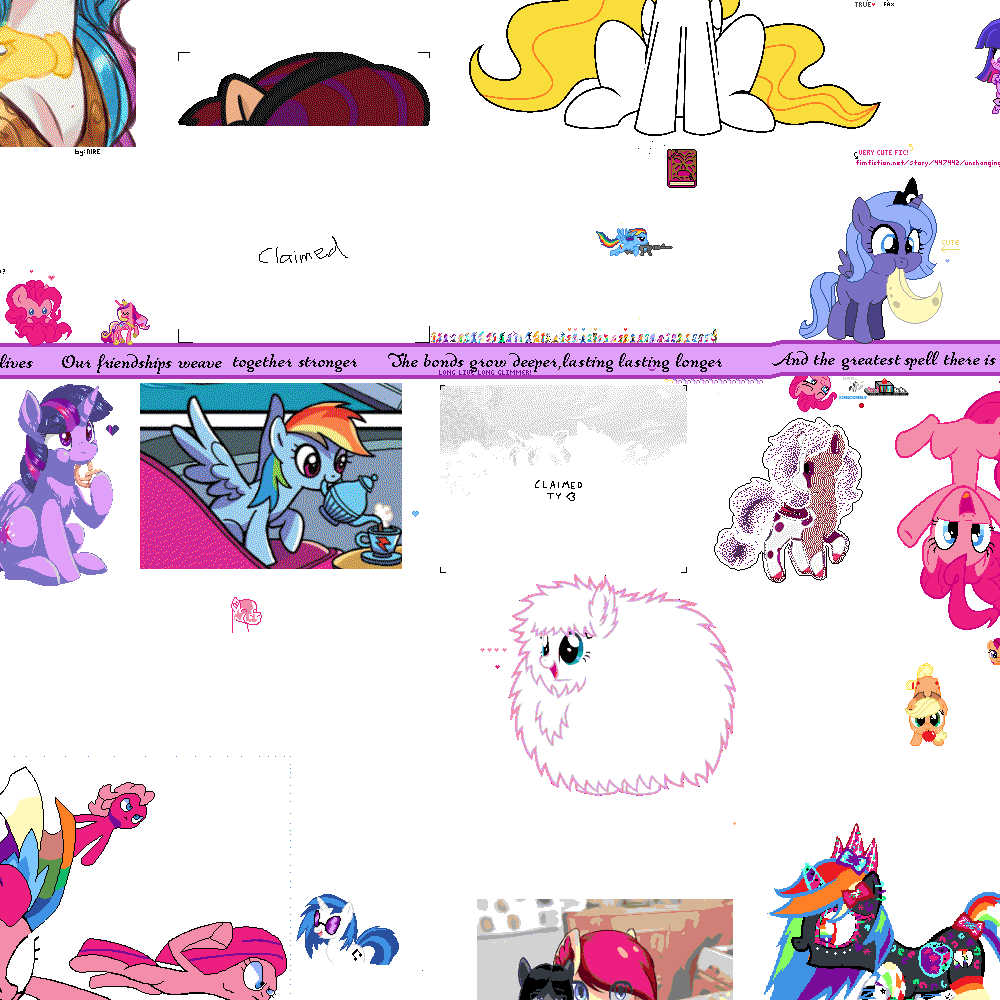 TRUE♥ FAX
by:NIRE
VERY CUTE FIC!
fimfiction.net/story/447442/unchanging
Claimed
CUTE
lives Our friendships weave together stronger The bonds grow deeper,lasting lasting longer And the greatest spell there is
LONG LIVE LONG GLIMMER!
CLAIMED
TY <3